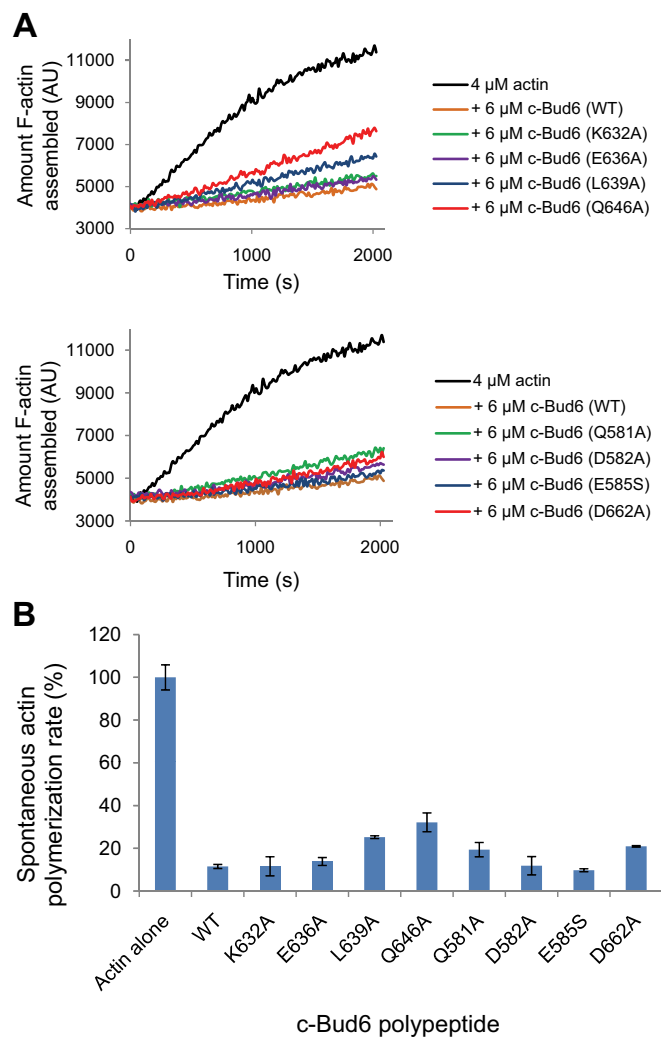 A
Amount F-actin
assembled (AU)
11000
9000
7000
5000
3000
0
1000
2000
Time (s)
4 µM actin
+ 6 µM c-Bud6 (WT)
+ 6 µM c-Bud6 (K632A)
+ 6 µM c-Bud6 (E636A)
+ 6 µM c-Bud6 (L639A)
+ 6 µM c-Bud6 (Q646A)
Amount F-actin
assembled (AU)
11000
9000
7000
5000
3000
0
1000
2000
Time (s)
4 µM actin
+ 6 µM c-Bud6 (WT)
+ 6 µM c-Bud6 (Q581A)
+ 6 µM c-Bud6 (D582A)
+ 6 µM c-Bud6 (E585S)
+ 6 µM c-Bud6 (D662A)
B
Spontaneous actin
polymerization rate (%)
120
100
80
60
40
20
0
Actin alone
WT
K632A
E636A
L639A
Q646A
Q581A
D582A
E585S
D662A
c-Bud6 polypeptide